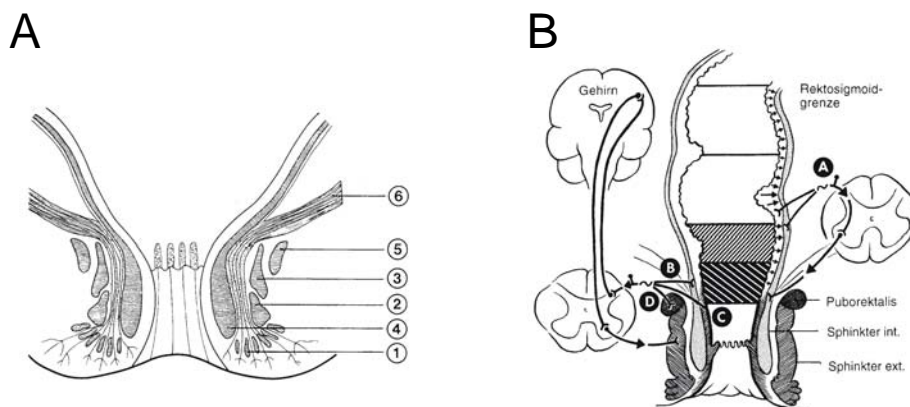 A
B
6
5
3
2
4
1
Gehirn
Rektosigmoid-
grenze
A
B
D
C
Puborektalis
Sphinkter int.
Sphinkter ext.